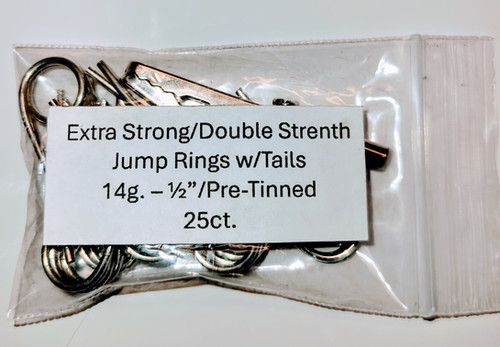 Extra Strong/Double Strenth
Jump Rings w/Tails
14g. – ½”/Pre-Tinned
25ct.